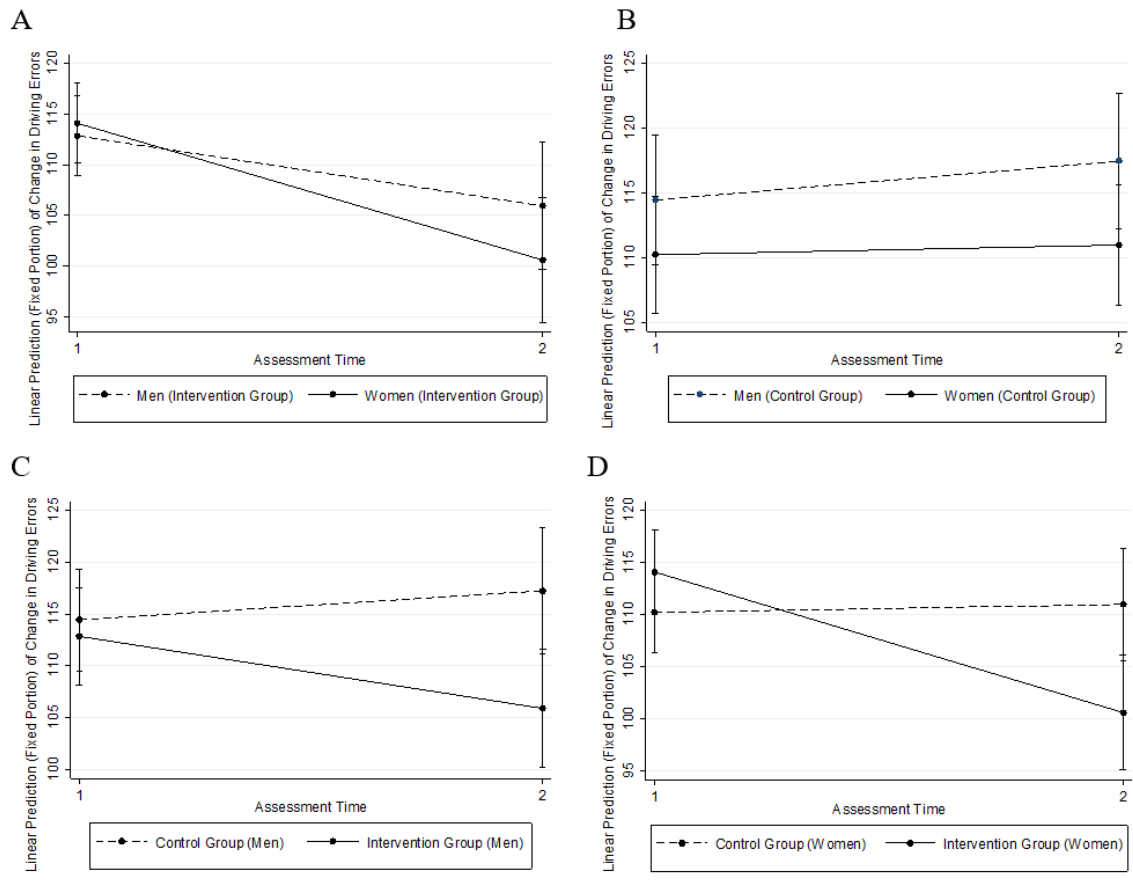 A
Linear Prediction (Fixed Portion) of Change in Driving Errors
120
115
110
105
100
95
1
2
Assessment Time
Men (Intervention Group) Women (Intervention Group)
B
Linear Prediction (Fixed Portion) of Change in Driving Errors
125
120
115
110
105
1
2
Assessment Time
Men (Control Group) Women (Control Group)
C
Linear Prediction (Fixed Portion) of Change in Driving Errors
125
120
115
110
105
100
1
2
Assessment Time
Control Group (Men) Intervention Group (Men)
D
Linear Prediction (Fixed Portion) of Change in Driving Errors
120
115
110
105
100
95
1
2
Assessment Time
Control Group (Women) Intervention Group (Women)